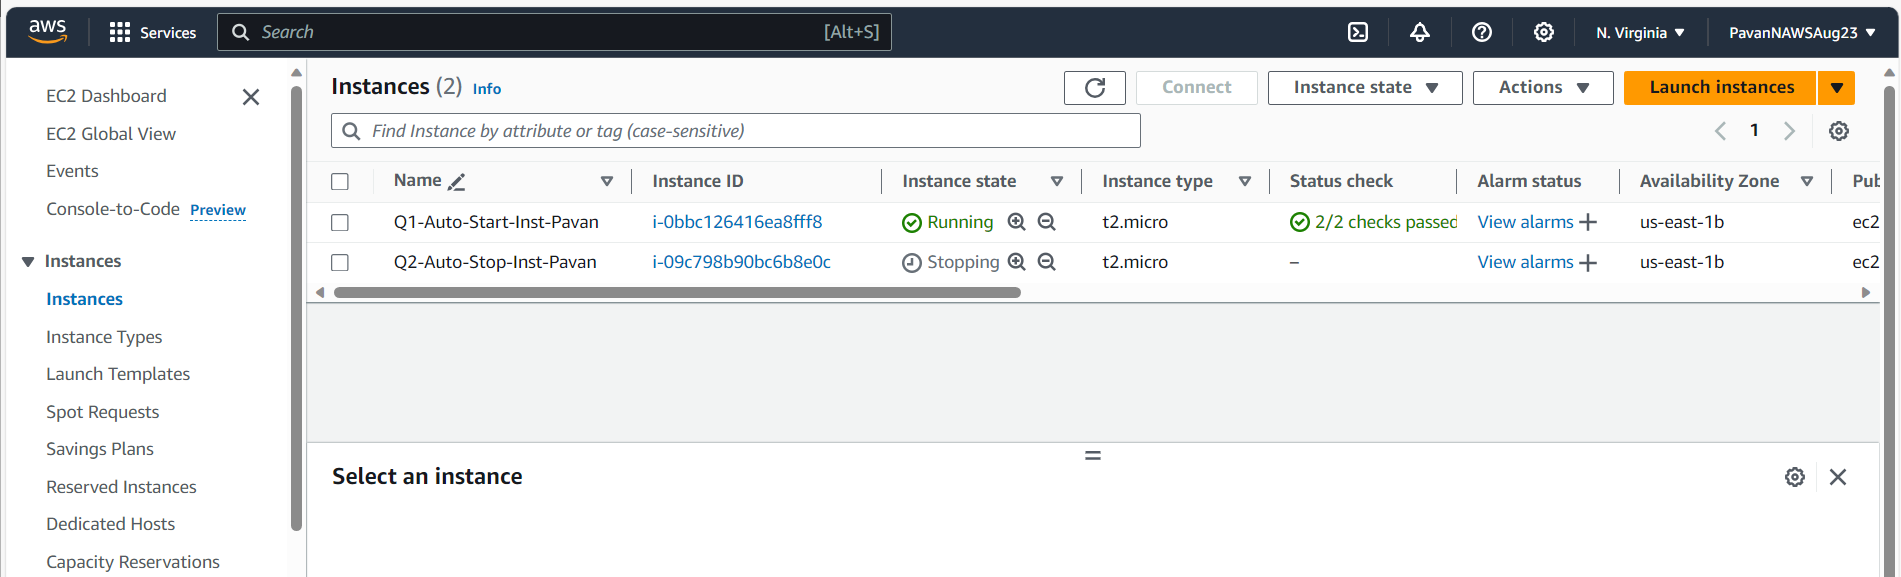 aws Services Search [Alt+S] N. Virginia PavanNAWSAug23
EC2 Dashboard
EC2 Global View
Events
Console-to-Code Preview
Instances
Instances
Instance Types
Launch Templates
Spot Requests
Savings Plans
Reserved Instances
Dedicated Hosts
Capacity Reservations
Instances (2) Info Connect Instance state Actions Launch instances
Find Instance by attribute or tag (case-sensitive) 1
Name Instance ID Instance state Instance type Status check Alarm status Availability Zone Pub
Q1-Auto-Start-Inst-Pavan i-0bbc126416ea8fff8 Running t2.micro 2/2 checks passed View alarms + us-east-1b ec2
Q2-Auto-Stop-Inst-Pavan i-09c798b90bc6b8e0c Stopping t2.micro – View alarms + us-east-1b ec2
Select an instance